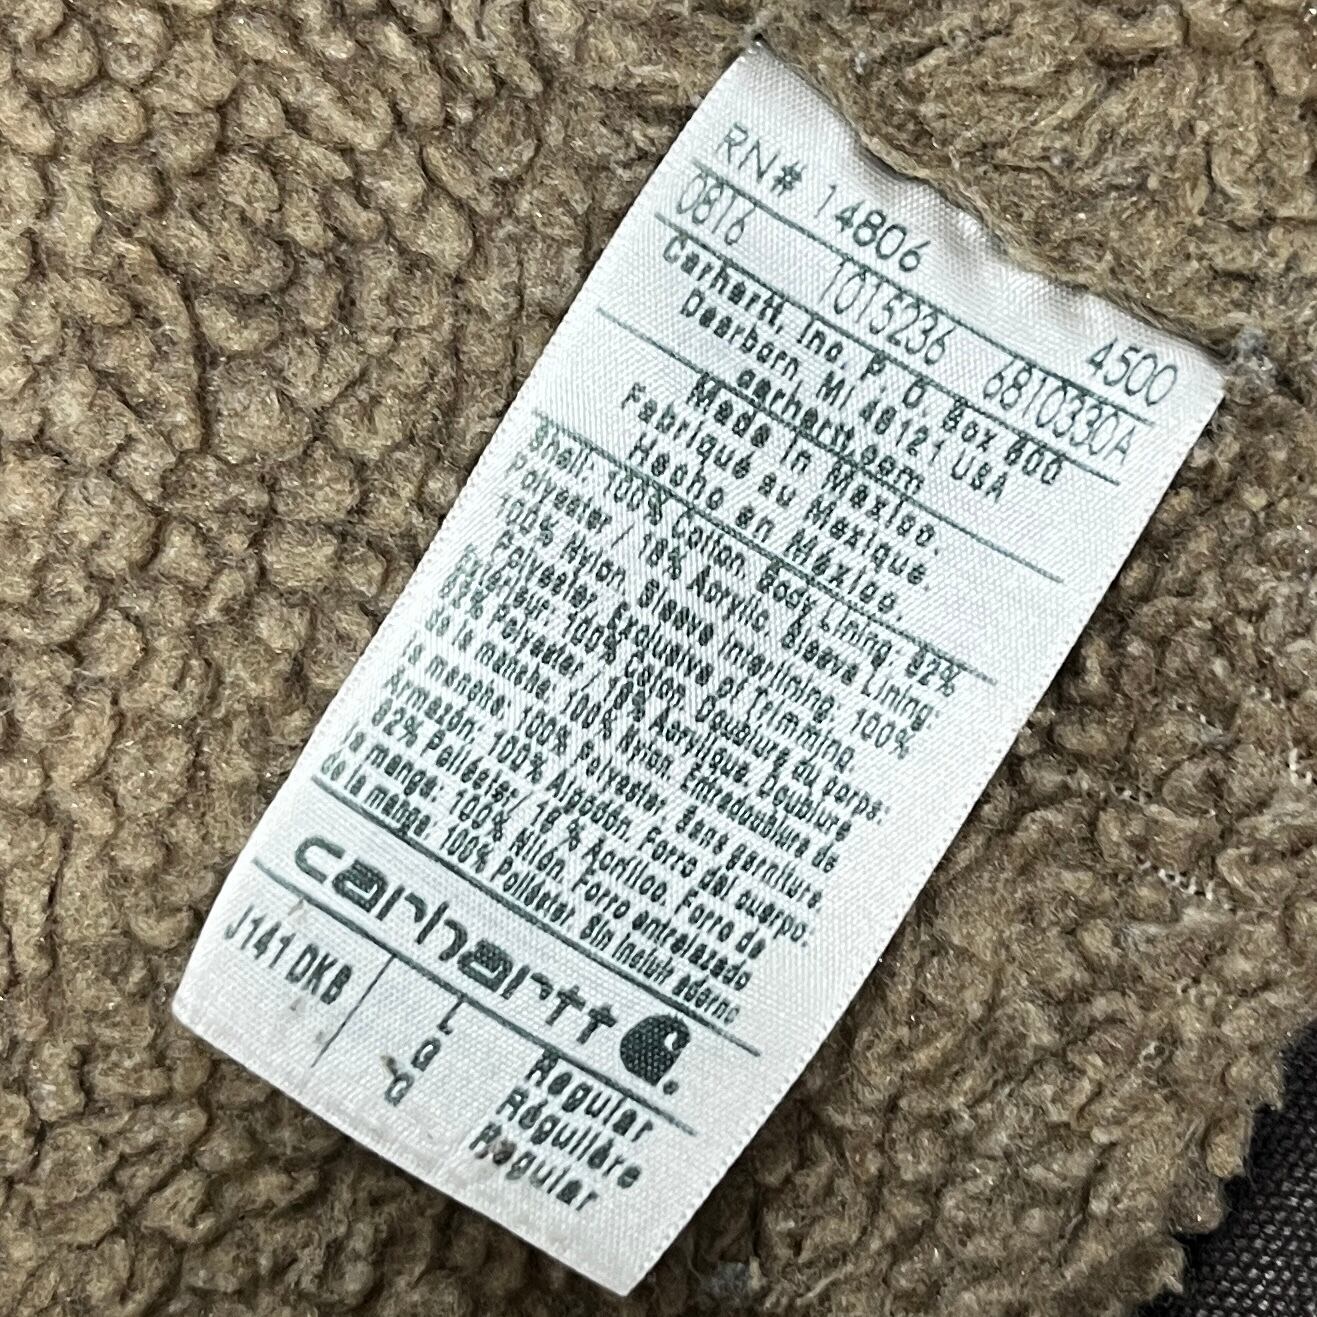 RN# 14806 4500
0816 1015236 6810330A
Carhartt, Inc. P. O. Box 600
Dearborn, MI 48121 USA
carhartt.com
Made in Mexico.
Fabriqué au Mexique.
Hecho en México.
Shell: 100% Cotton. Body Lining: 82%
Polyester / 18% Acrylic. Sleeve Lining:
100% Nylon. Sleeve Interlining: 100%
Polyester. Exclusive of Trimming.
Extérieur: 100% Coton. Doublure du corps:
82% Polyester / 18% Acrylique. Doublure
de la manche: 100% Nylon. Entredoublure de
la manche: 100% Polyester. Sans garniture.
Armazon: 100% Algodón. Forro del cuerpo:
82% Poliester/ 18% Acrílico. Forro de
la manga: 100% Nilon. Forro entrelazado
de la manga: 100% Poliéster. Sin incluir adorno
carhartt
J141 DKB
L Regular
G Régulière
G Regular